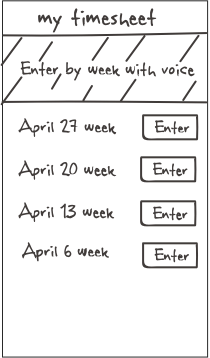 my timesheet
Enter by week with voice
April 27 week Enter
April 20 week Enter
April 13 week Enter
April 6 week Enter